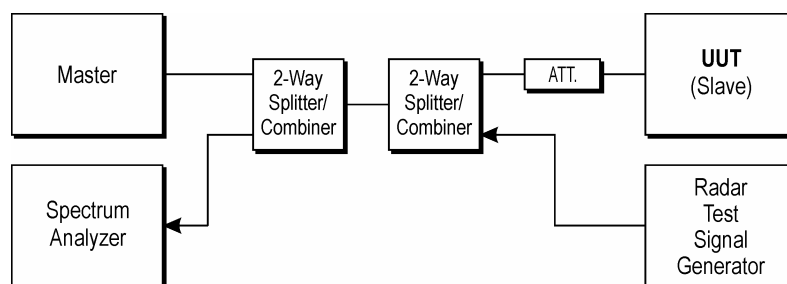 Master
2-Way
Splitter/
Combiner
2-Way
Splitter/
Combiner
ATT.
UUT
(Slave)
Spectrum
Analyzer
Radar
Test
Signal
Generator